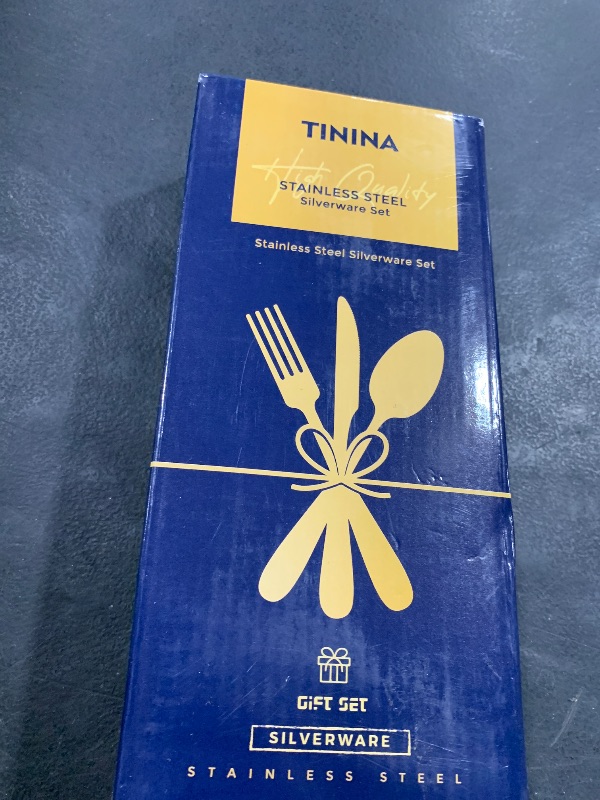 TININA
High Quality
STAINLESS STEEL
Silverware Set
Stainless Steel Silverware Set
GiFT SET
SILVERWARE
STAINLESS STEEL